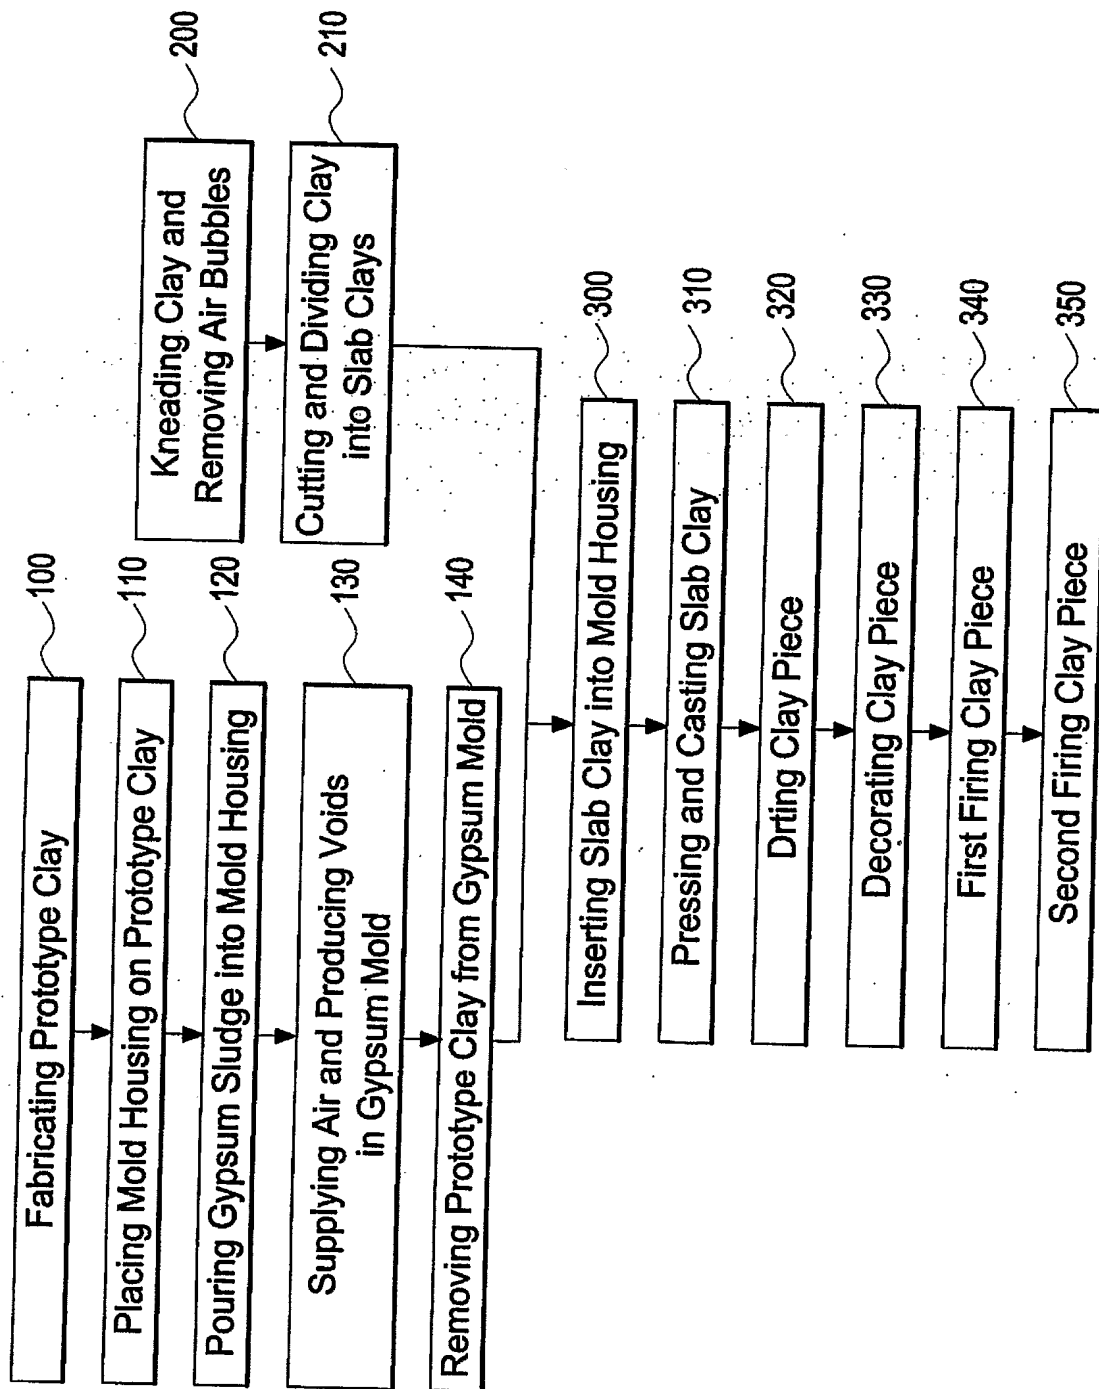 Fabricating Prototype Clay
100
Placing Mold Housing on Prototype Clay
110
Pouring Gypsum Sludge into Mold Housing
120
Supplying Air and Producing Voids
in Gypsum Mold
130
Removing Prototype Clay from Gypsum Mold
140
Kneading Clay and
Removing Air Bubbles
200
Cutting and Dividing Clay
into Slab Clays
210
Inserting Slab Clay into Mold Housing
300
Pressing and Casting Slab Clay
310
Drting Clay Piece
320
Decorating Clay Piece
330
First Firing Clay Piece
340
Second Firing Clay Piece
350